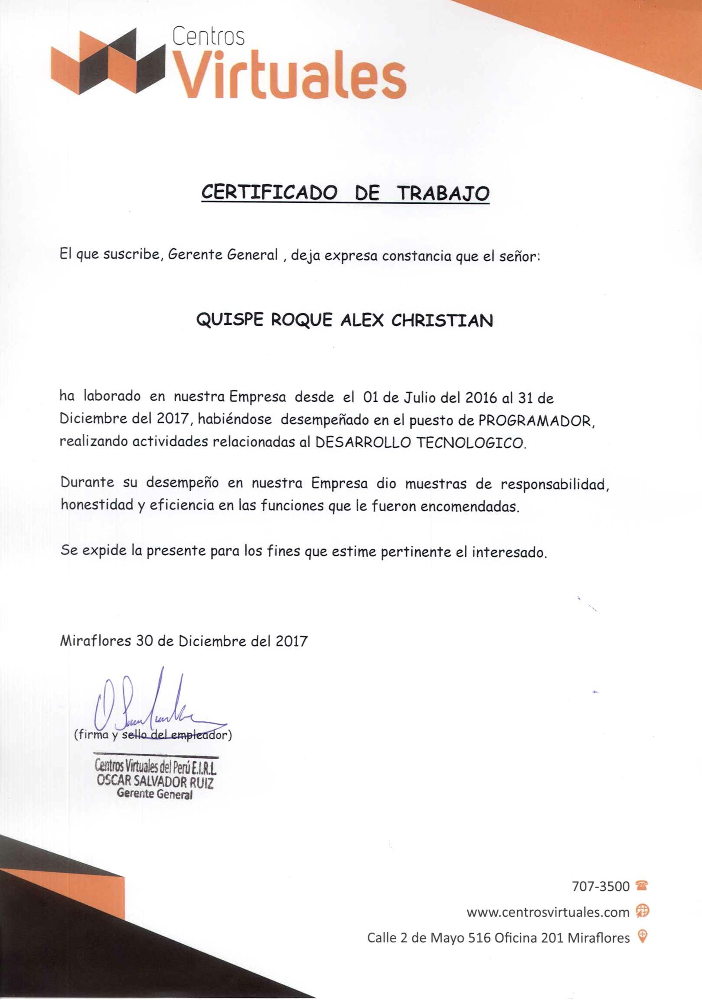 Centros
Virtuales
CERTIFICADO DE TRABAJO
El que suscribe, Gerente General , deja expresa constancia que el señor:
QUISPE ROQUE ALEX CHRISTIAN
ha laborado en nuestra Empresa desde el 01 de Julio del 2016 al 31 de
Diciembre del 2017, habiéndose desempeñado en el puesto de PROGRAMADOR,
realizando actividades relacionadas al DESARROLLO TECNOLOGICO.
Durante su desempeño en nuestra Empresa dio muestras de responsabilidad,
honestidad y eficiencia en las funciones que le fueron encomendadas.
Se expide la presente para los fines que estime pertinente el interesado.
Miraflores 30 de Diciembre del 2017
(firma y sello del empleador)
Centros Virtuales del Perú E.I.R.L.
OSCAR SALVADOR RUIZ
Gerente General
707-3500
www.centrosvirtuales.com
Calle 2 de Mayo 516 Oficina 201 Miraflores